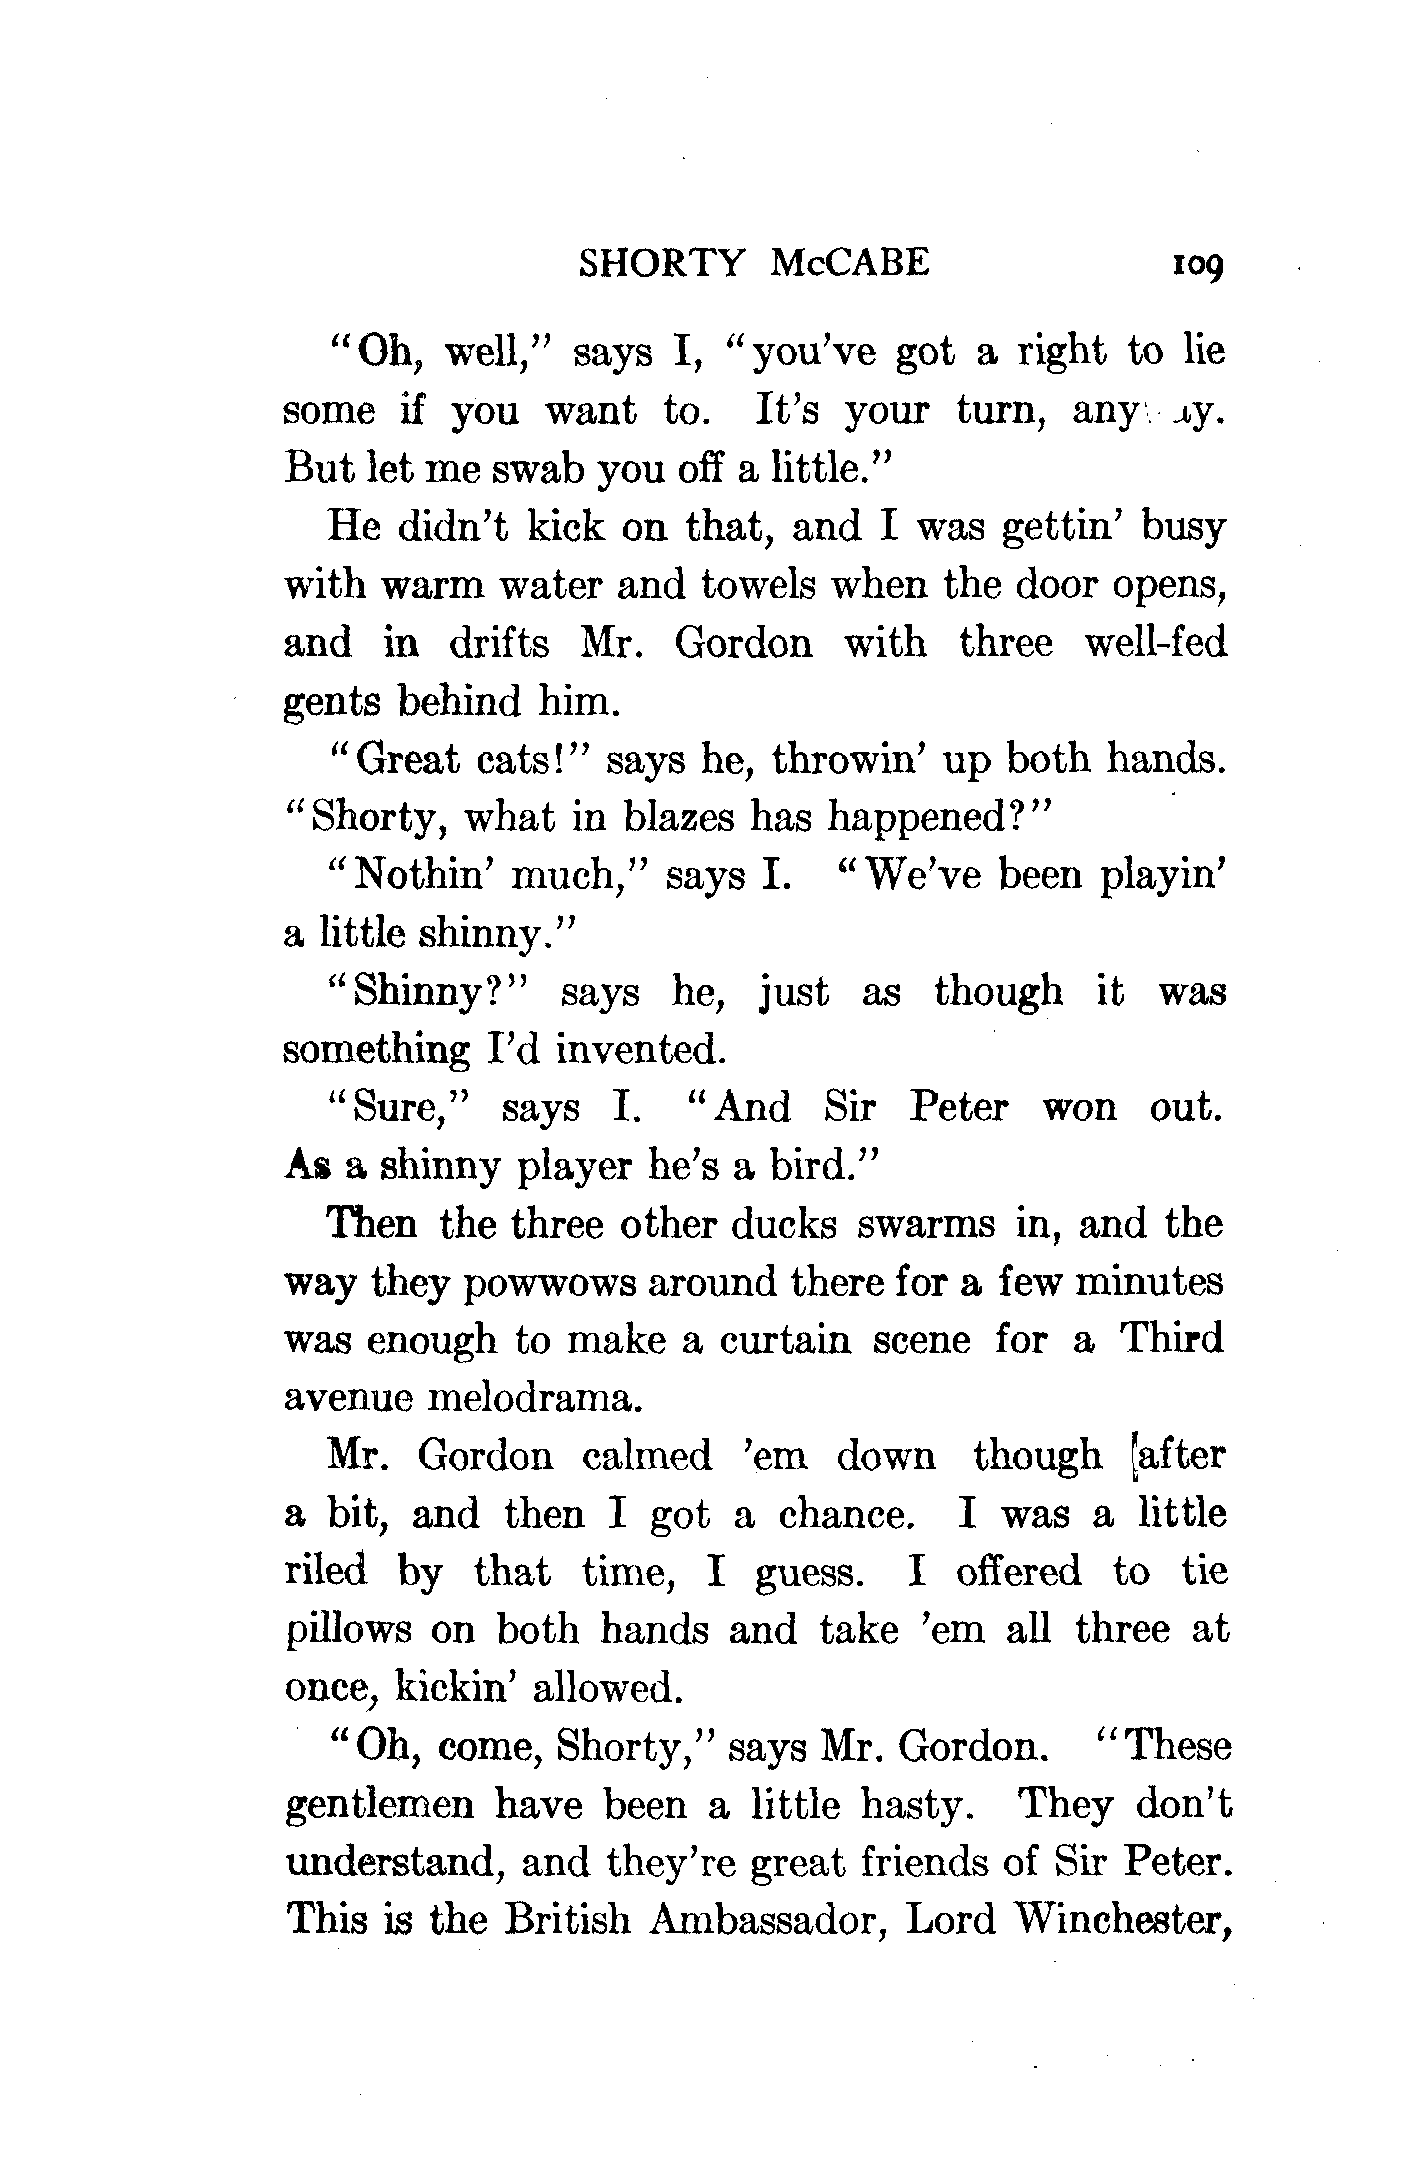 SHORTY McCABE 109
"Oh, well," says I, "you've got a right to lie
some if you want to. It's your turn, any
But let me swab you off a little."
He didn't kick on that, and I was gettin' busy
with warm water and towels when the door opens,
and in drifts Mr. Gordon with three well-fed
gents behind him.
"Great cats!" says he, throwin' up both hands.
"Shorty, what in blazes has happened?"
"Nothin' much," says I. "We've been playin'
a little shinny."
"Shinny?" says he, just as though it was
something I'd invented.
"Sure," says I. "And Sir Peter won out.
As a shinny player he's a bird."
Then the three other ducks swarms in, and the
way they powwows around there for a few minutes
was enough to make a curtain scene for a Third
avenue melodrama.
Mr. Gordon calmed 'em down though [after
a bit, and then I got a chance. I was a little
riled by that time, I guess. I offered to tie
pillows on both hands and take 'em all three at
once, kickin' allowed.
"Oh, come, Shorty," says Mr. Gordon. "These
gentlemen have been a little hasty. They don't
understand, and they're great friends of Sir Peter.
This is the British Ambassador, Lord Winchester,